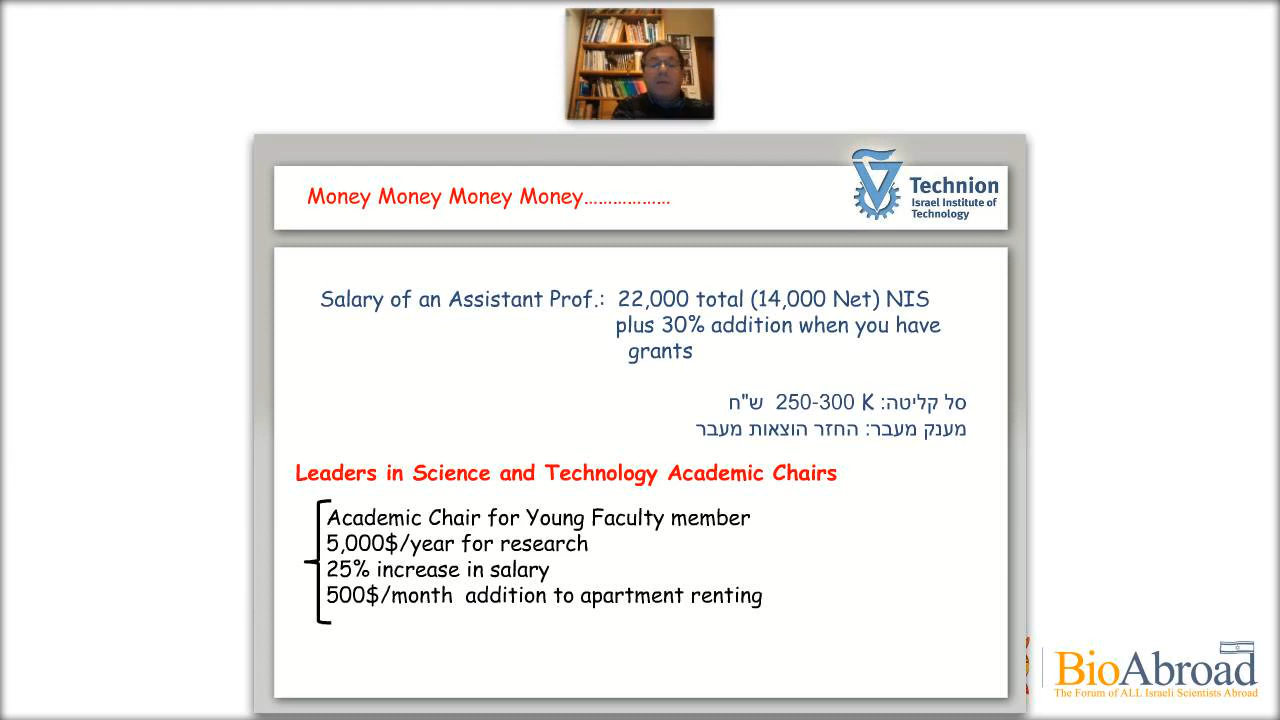 Technion
Israel Institute of
Technology
Money Money Money Money..................
Salary of an Assistant Prof.: 22,000 total (14,000 Net) NIS
plus 30% addition when you have
grants
סל קליטה: 250-300 K ש"ח
מענק מעבר: החזר הוצאות מעבר
Leaders in Science and Technology Academic Chairs
Academic Chair for Young Faculty member
5,000$/year for research
25% increase in salary
500$/month addition to apartment renting
BioAbroad
The Forum of ALL Israeli Scientists Abroad